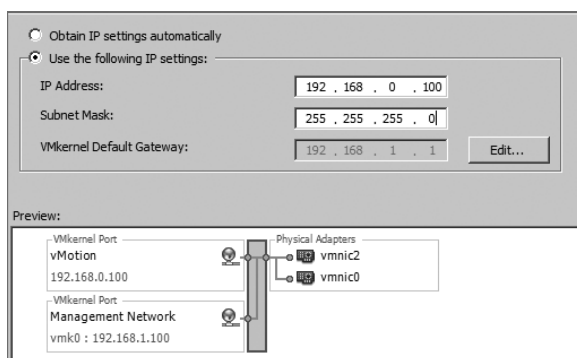 Obtain IP settings automatically
Use the following IP settings:
IP Address: 192 . 168 . 0 . 100
Subnet Mask: 255 . 255 . 255 . 0
VMkernel Default Gateway: 192 . 168 . 1 . 1 Edit...
Preview:
VMkernel Port
vMotion
192.168.0.100
VMkernel Port
Management Network
vmk0 : 192.168.1.100
Physical Adapters
vmnic2
vmnic0